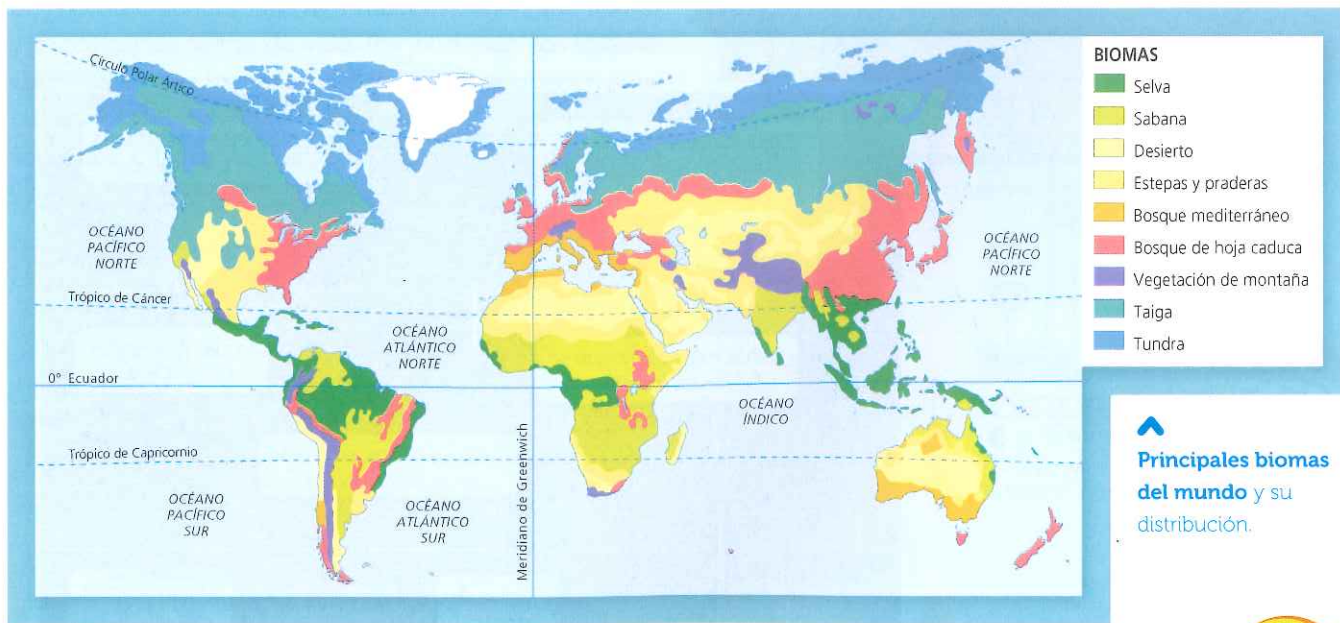 Círculo Polar Ártico
OCÉANO
PACÍFICO
NORTE
Trópico de Cáncer
OCÉANO
ATLÁNTICO
NORTE
0° Ecuador
Trópico de Capricornio
OCÉANO
PACÍFICO
SUR
OCÉANO
ATLÁNTICO
SUR
Meridiano de Greenwich
OCÉANO
ÍNDICO
OCÉANO
PACÍFICO
NORTE
BIOMAS
Selva
Sabana
Desierto
Estepas y praderas
Bosque mediterráneo
Bosque de hoja caduca
Vegetación de montaña
Taiga
Tundra
Principales biomas
del mundo y su
distribución.